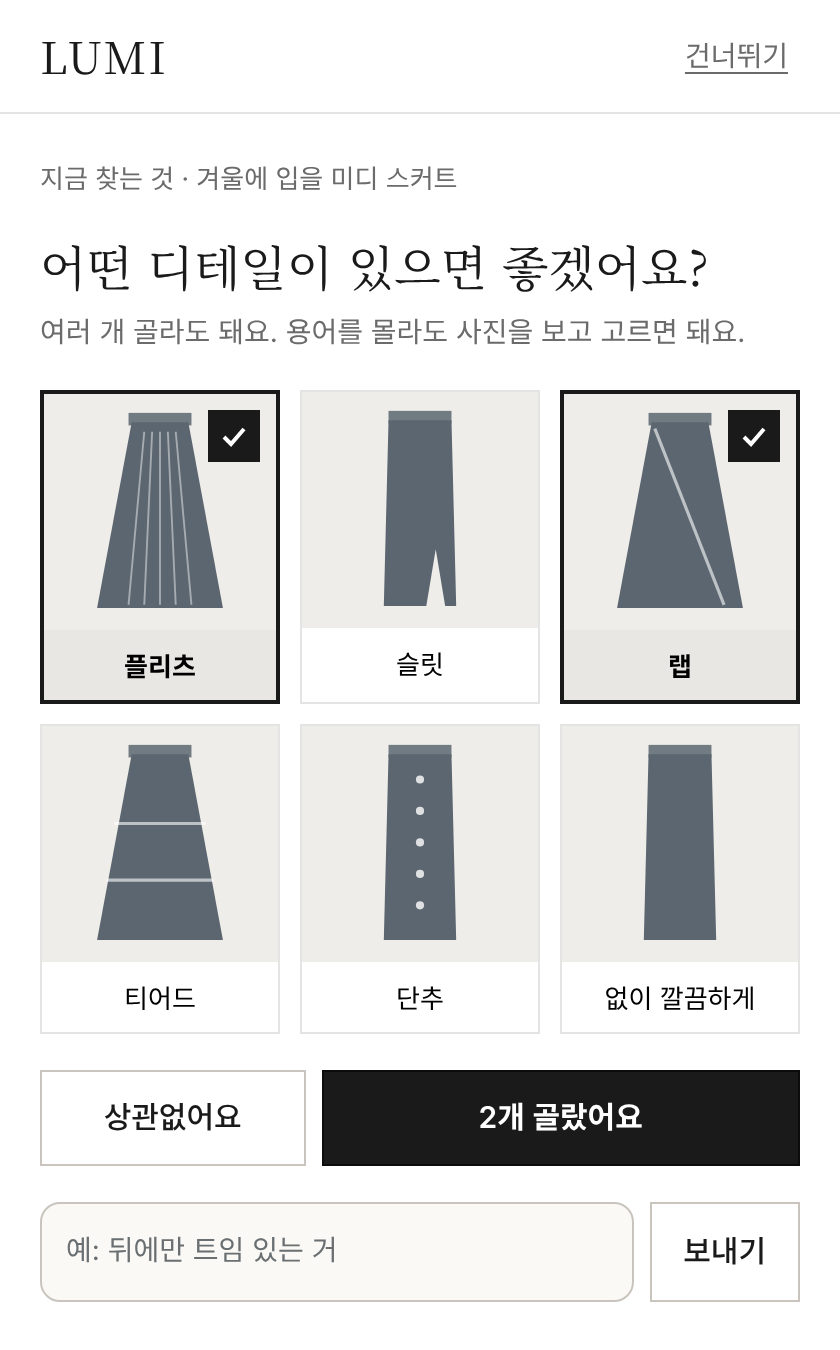 LUMI
건너뛰기
지금 찾는 것 · 겨울에 입을 미디 스커트
어떤 디테일이 있으면 좋겠어요?
여러 개 골라도 돼요. 용어를 몰라도 사진을 보고 고르면 돼요.
플리츠
슬릿
랩
티어드
단추
없이 깔끔하게
상관없어요
2개 골랐어요
예: 뒤에만 트임 있는 거
보내기